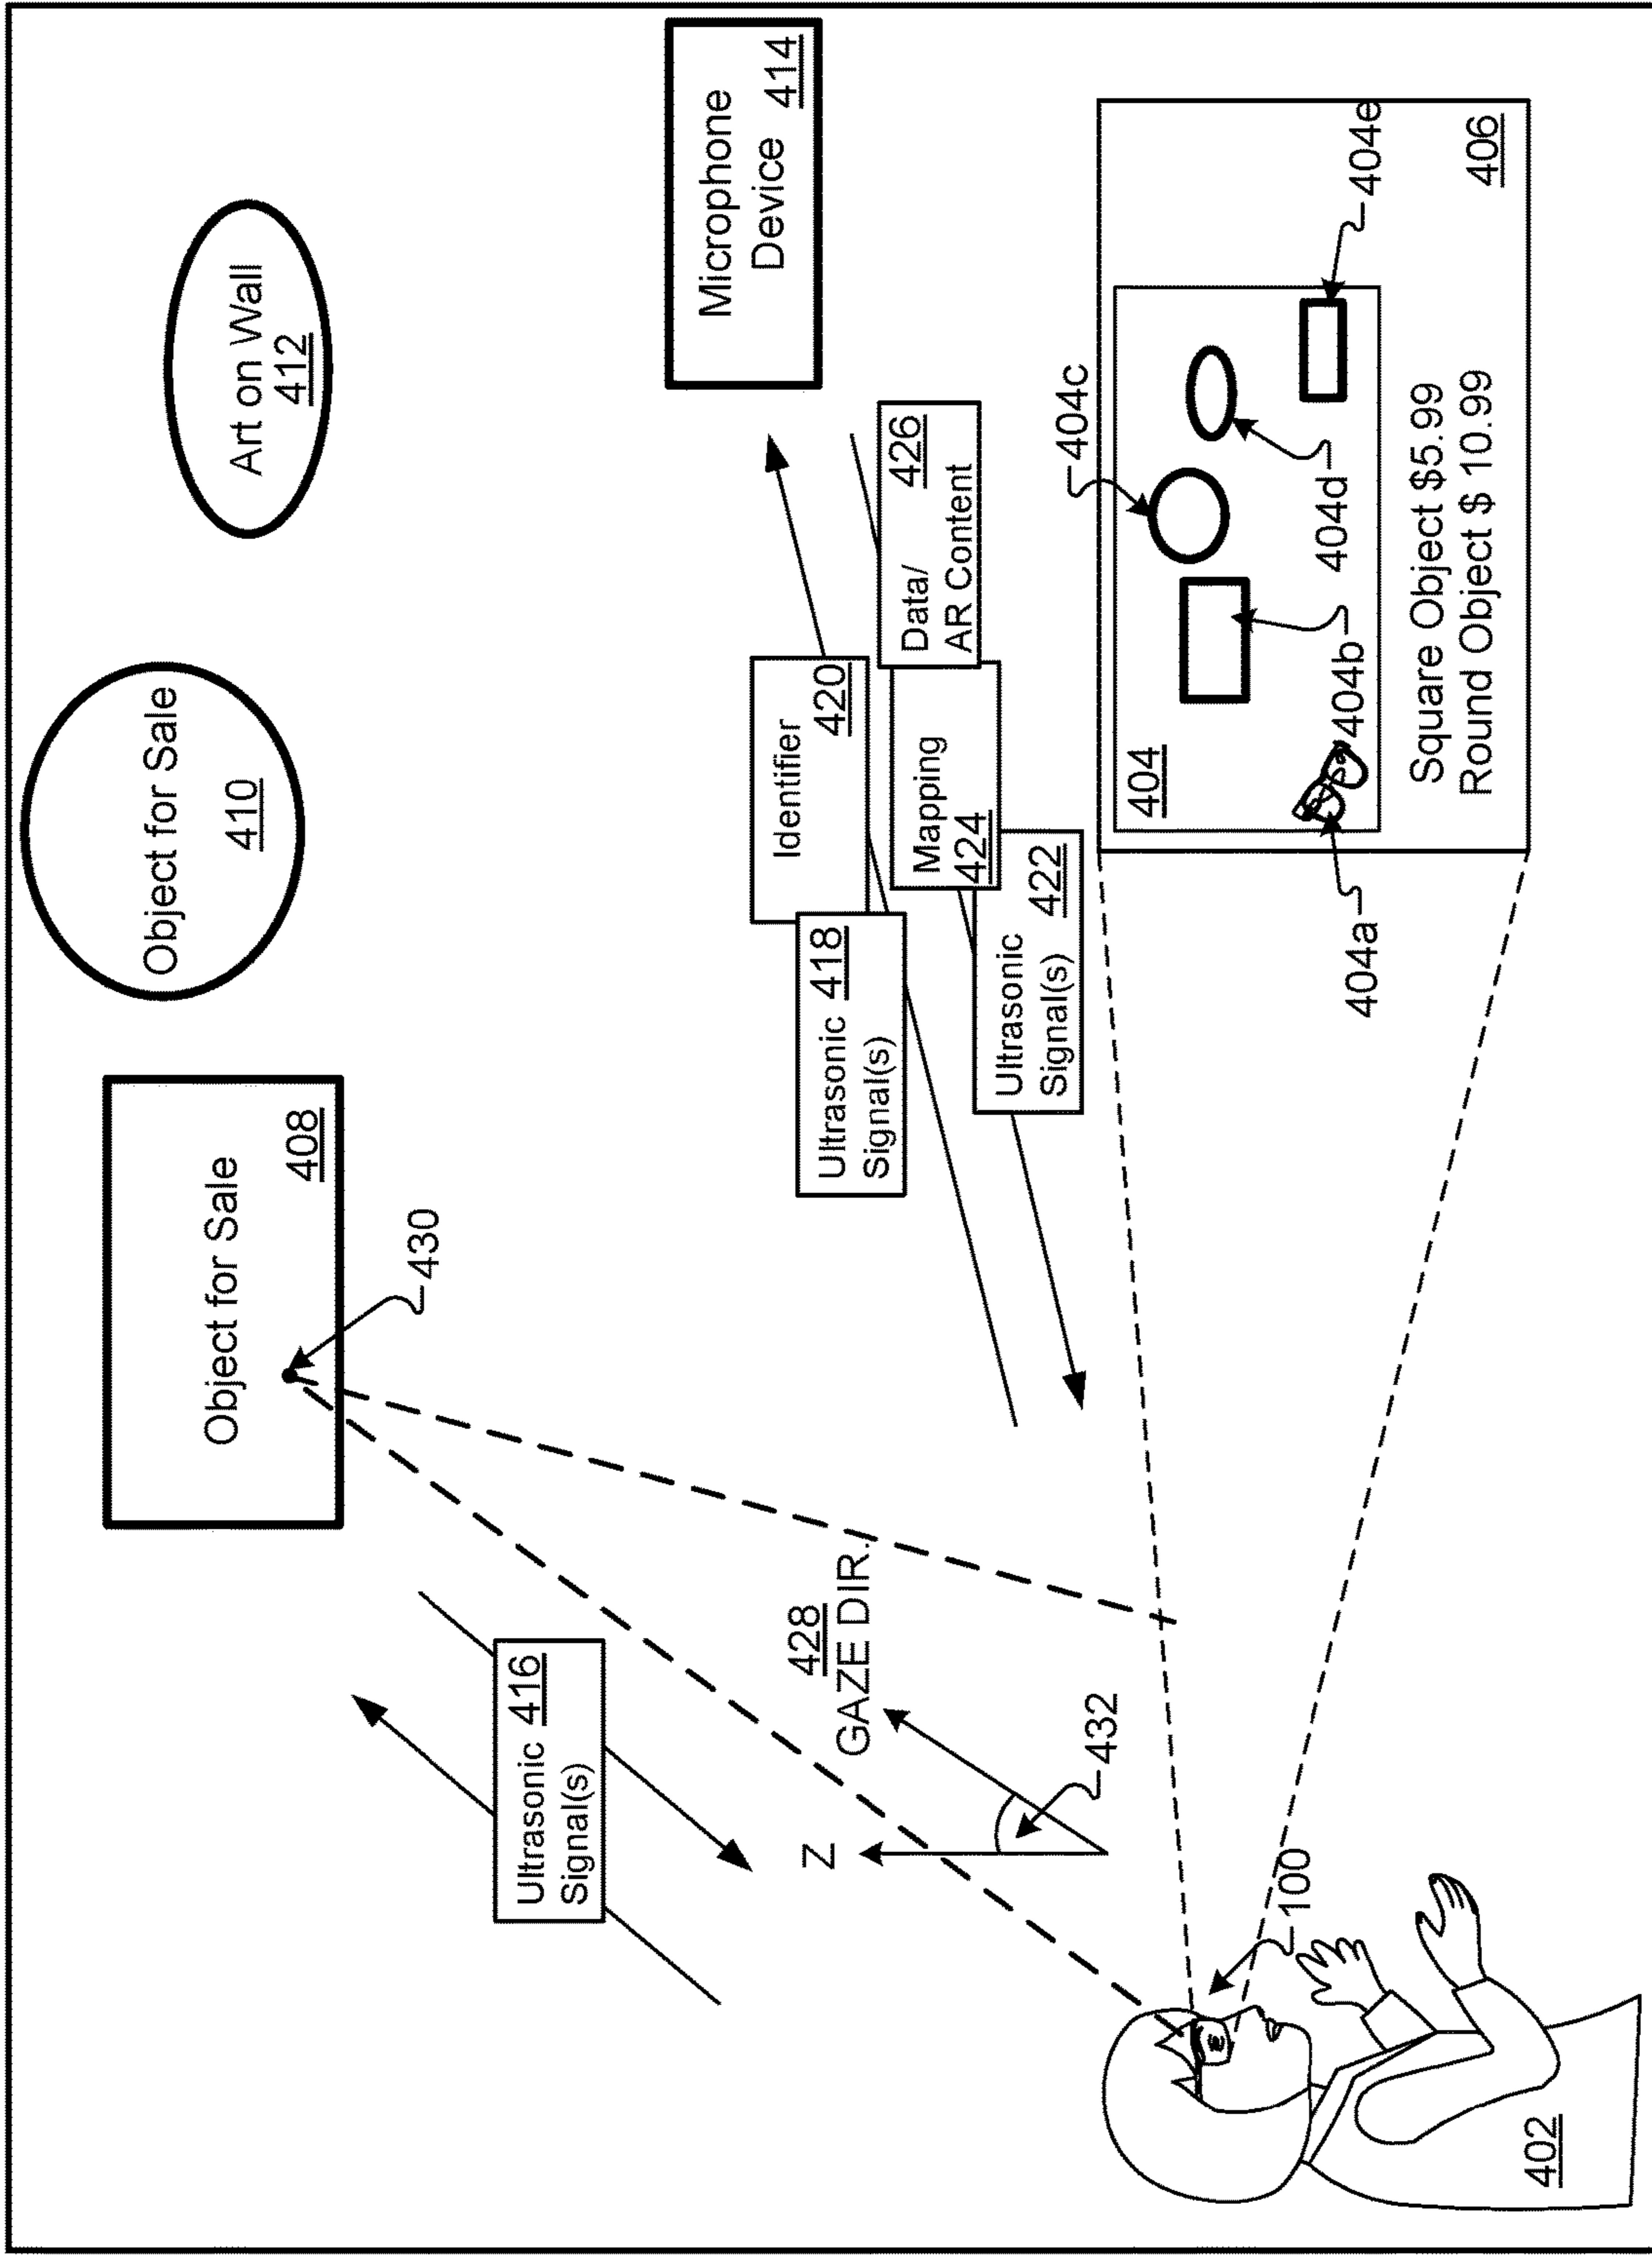 Object for Sale
408
430
Object for Sale
410
Art on Wall
412
Microphone
Device 414
Ultrasonic 416
Signal(s)
Z
428
GAZE DIR.
432
Identifier
420
Ultrasonic 418
Signal(s)
Data/ 426
AR Content
Mapping
424
Ultrasonic
Signal(s) 422
404c
404
404e
404a
404b
404d
406
Square Object $5.99
Round Object $ 10.99
100
402